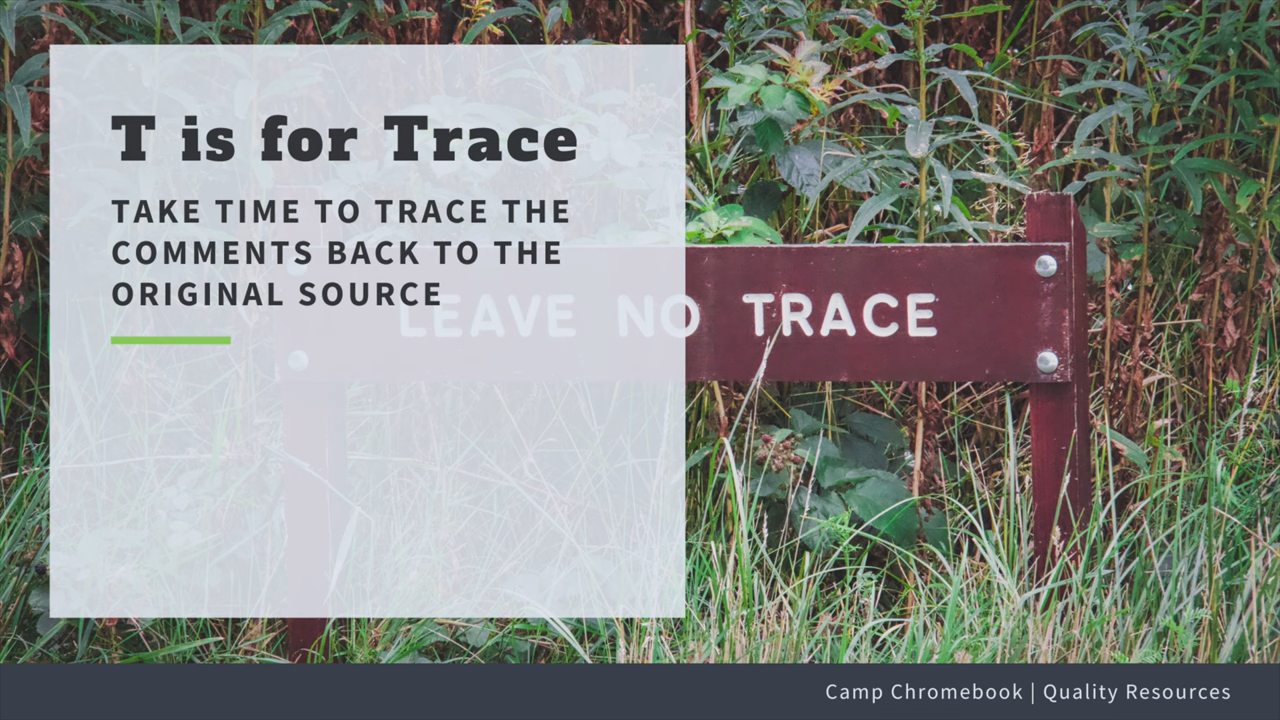 T is for Trace
TAKE TIME TO TRACE THE
COMMENTS BACK TO THE
ORIGINAL SOURCE
LEAVE NO TRACE
Camp Chromebook | Quality Resources